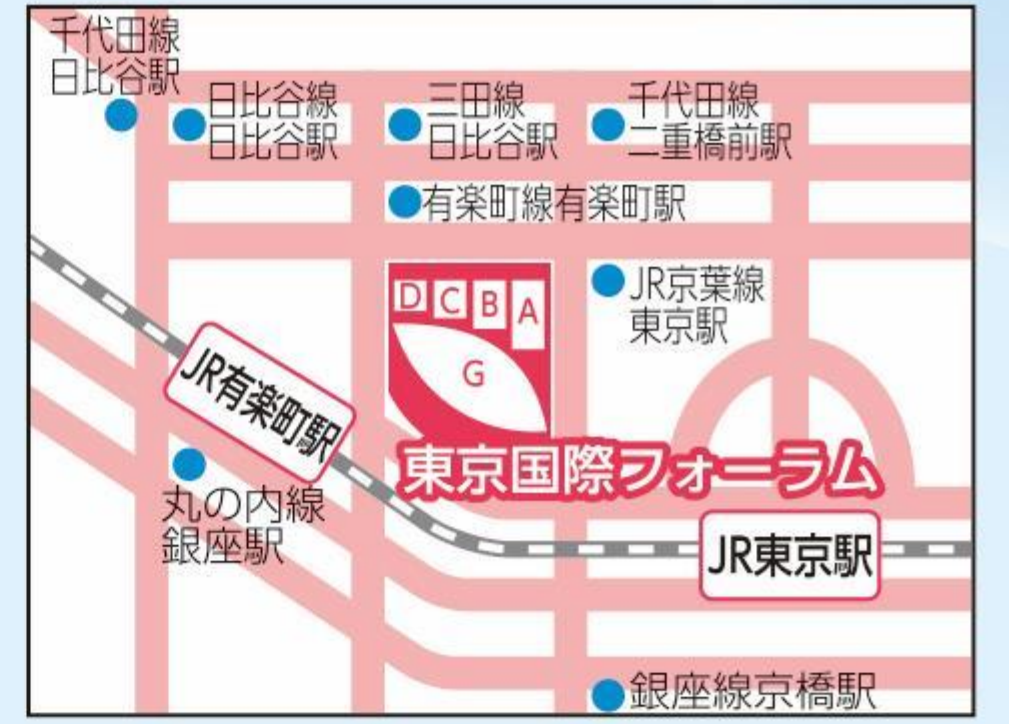 千代田線
日比谷駅
日比谷線
日比谷駅
三田線
日比谷駅
千代田線
二重橋前駅
有楽町線有楽町駅
D C B A
G
JR京葉線
東京駅
JR有楽町駅
東京国際フォーラム
丸の内線
銀座駅
JR東京駅
銀座線京橋駅